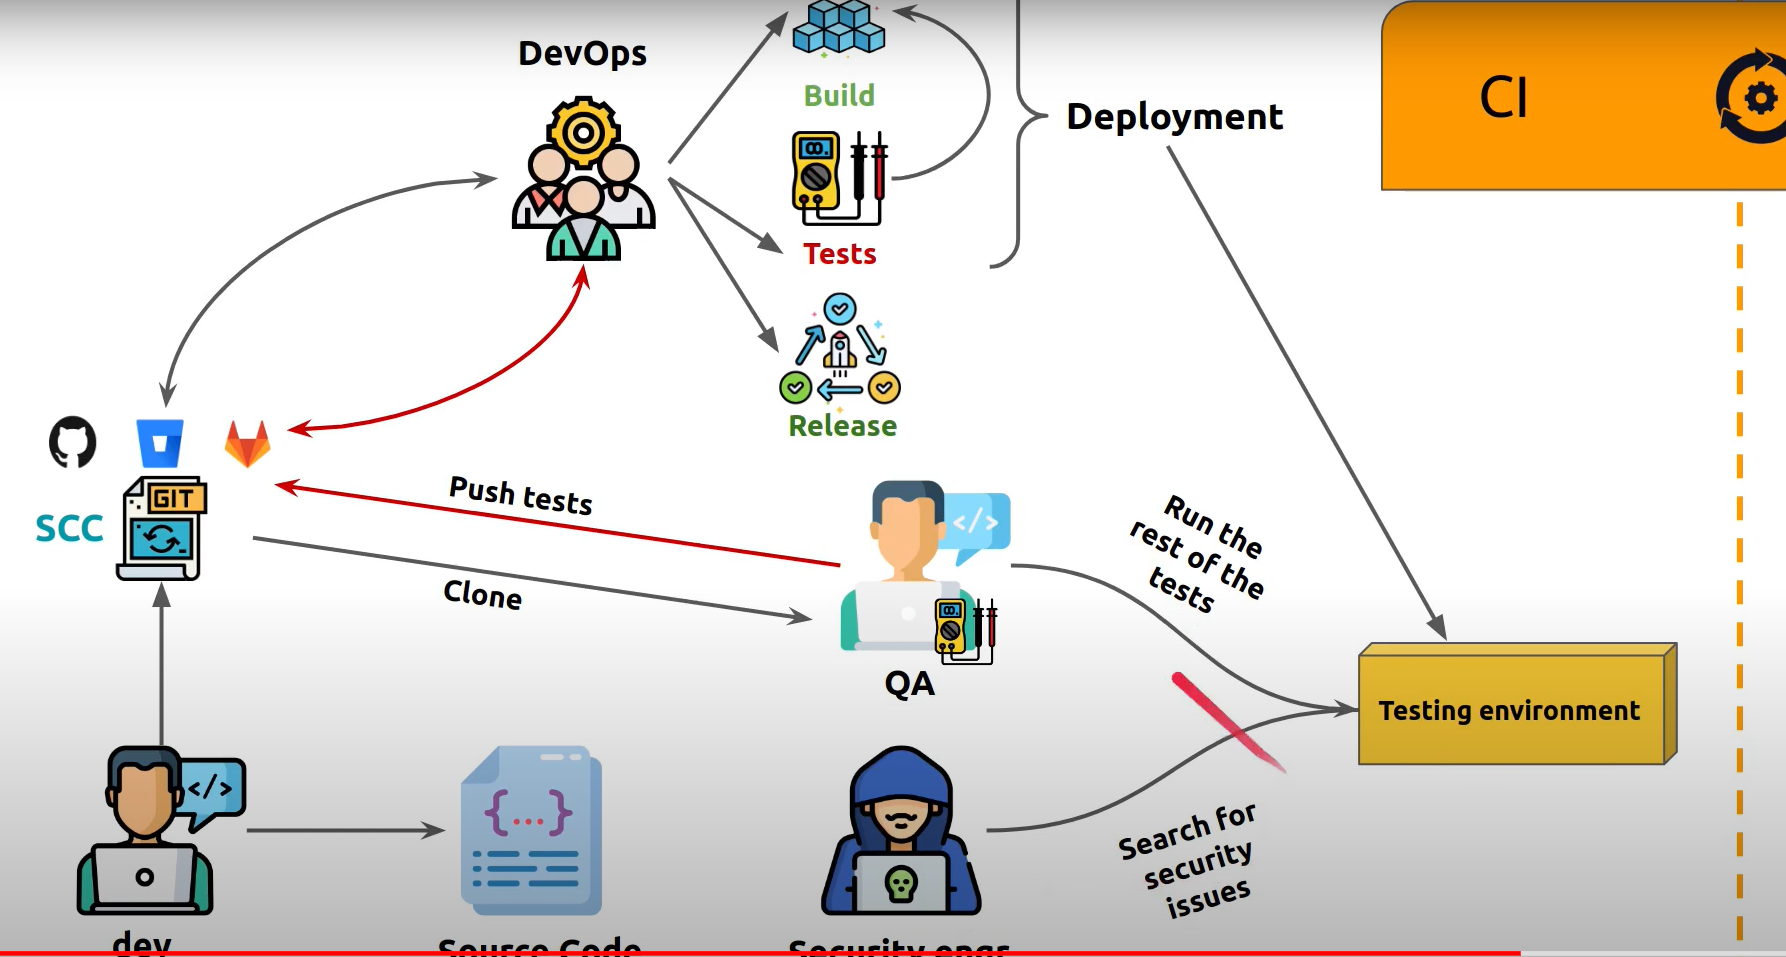 DevOps
Build
Deployment
CI
Tests
Release
GIT
SCC
Push tests
Clone
</>
Run the
rest of the
tests
QA
Testing environment
</>
{...}
Search for
security
issues
dev
Source Code
Security engr